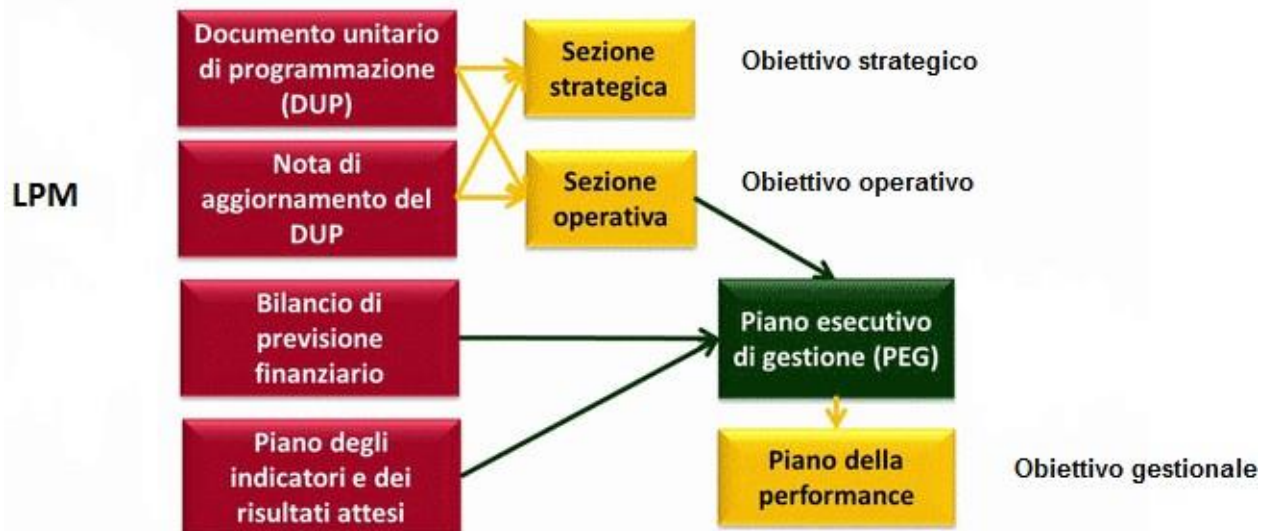 Documento unitario
di programmazione
(DUP)
Sezione
strategica
Obiettivo strategico
LPM
Nota di
aggiornamento del
DUP
Sezione
operativa
Obiettivo operativo
Bilancio di
previsione
finanziario
Piano esecutivo
di gestione (PEG)
Piano degli
indicatori e dei
risultati attesi
Piano della
performance
Obiettivo gestionale